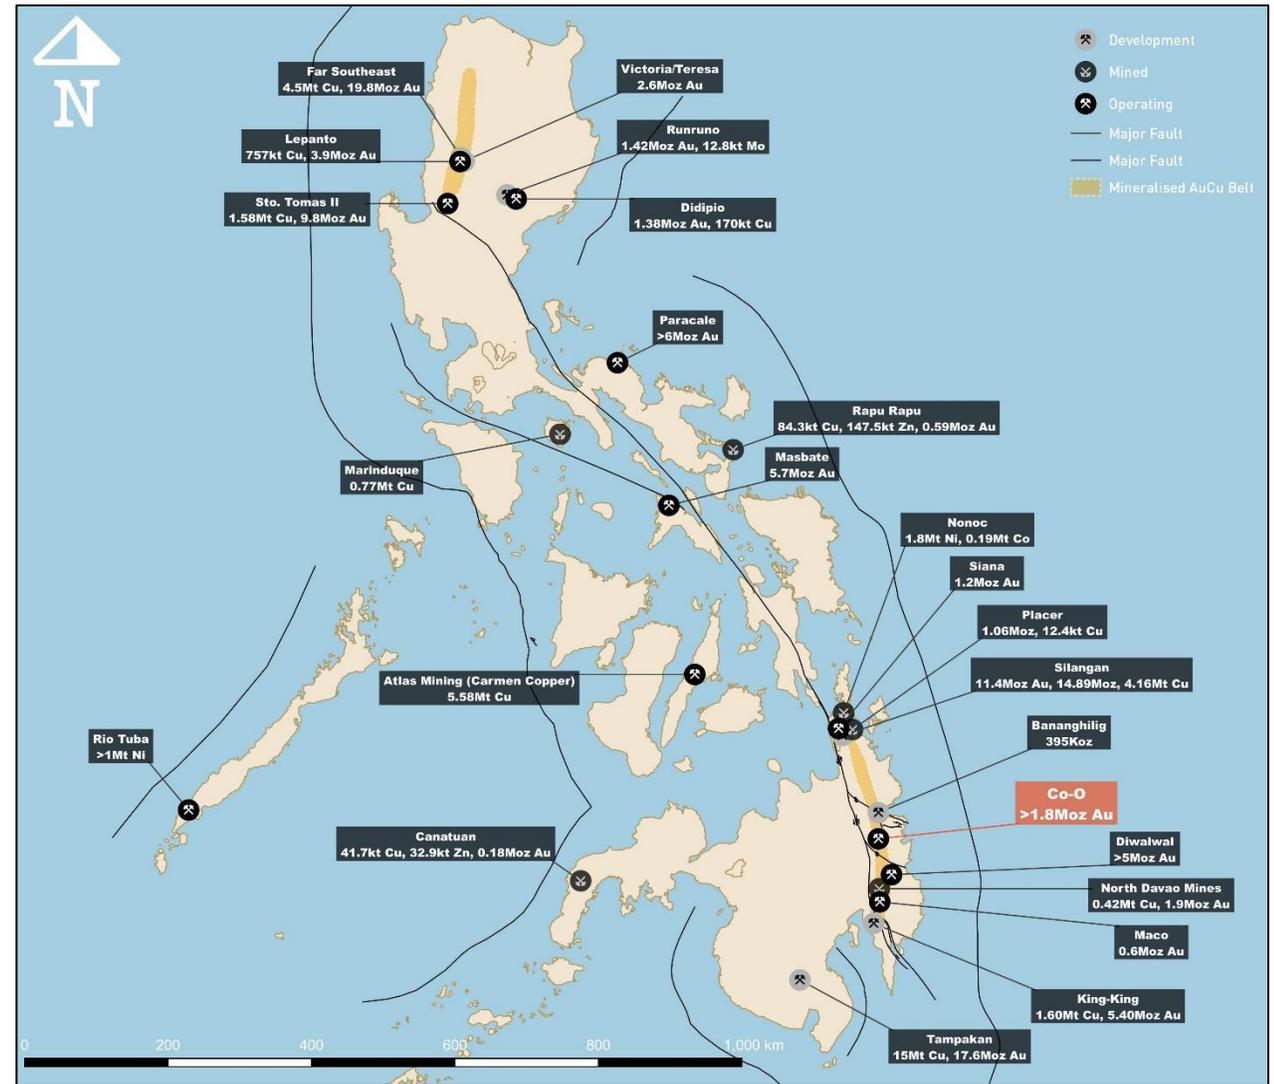 N
Development
Mined
Operating
Major Fault
Major Fault
Mineralised AuCu Belt
Far Southeast
4.5Mt Cu, 19.8Moz Au
Victoria/Teresa
2.6Moz Au
Lepanto
757kt Cu, 3.9Moz Au
Runruno
1.42Moz Au, 12.8kt Mo
Sto. Tomas II
1.58Mt Cu, 9.8Moz Au
Didipio
1.38Moz Au, 170kt Cu
Paracale
>6Moz Au
Rapu Rapu
84.3kt Cu, 147.5kt Zn, 0.59Moz Au
Marinduque
0.77Mt Cu
Masbate
5.7Moz Au
Nonoc
1.8Mt Ni, 0.19Mt Co
Siana
1.2Moz Au
Placer
1.06Moz, 12.4kt Cu
Silangan
11.4Moz Au, 14.89Moz, 4.16Mt Cu
Atlas Mining (Carmen Copper)
5.58Mt Cu
Bananghilig
395Koz
Rio Tuba
>1Mt Ni
Co-O
>1.8Moz Au
Canatuan
41.7kt Cu, 32.9kt Zn, 0.18Moz Au
Diwalwal
>5Moz Au
North Davao Mines
0.42Mt Cu, 1.9Moz Au
Maco
0.6Moz Au
King-King
1.60Mt Cu, 5.40Moz Au
Tampakan
15Mt Cu, 17.6Moz Au
0 200 400 600 800 1,000 km